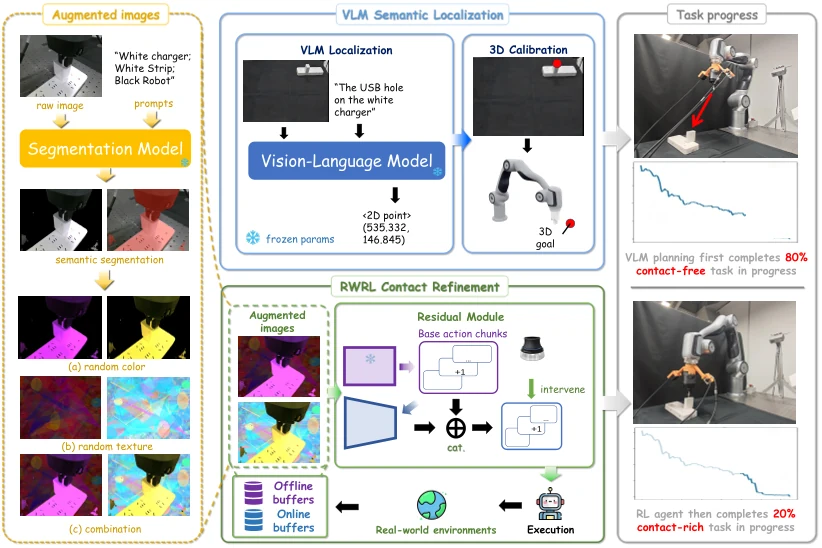 Augmented images
"White charger;
White Strip;
Black Robot"
raw image
prompts
Segmentation Model
semantic segmentation
(a) random color
(b) random texture
(c) combination
VLM Semantic Localization
VLM Localization
"The USB hole
on the white
charger"
Vision-Language Model
<2D point>
(535.332,
146.845)
frozen params
3D Calibration
3D
goal
RWRL Contact Refinement
Augmented
images
Residual Module
Base action chunks
...
+1
intervene
...
+1
cat.
Offline
buffers
Online
buffers
Real-world environments
Execution
Task progress
VLM planning first completes 80%
contact-free task in progress
RL agent then completes 20%
contact-rich task in progress